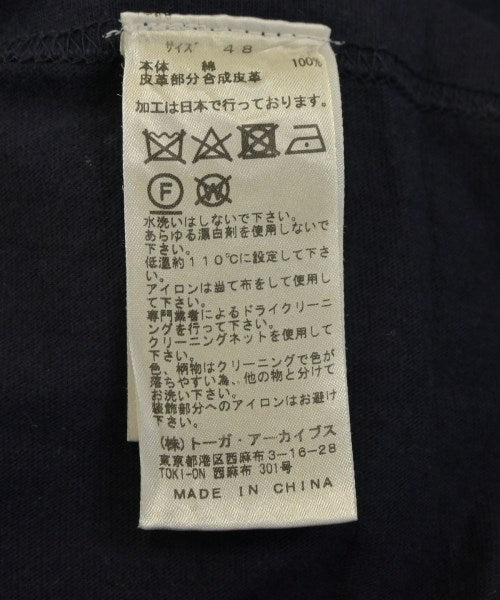 サイズ 48
本体 綿 100%
皮革部分合成皮革
加工は日本で行っております。
F W
水洗いはしないで下さい。
あらゆる漂白剤を使用しないで下さい。
低温約110℃に設定して下さい。
アイロンは当て布をして使用して下さい。
専門業者によるドライクリーニングを行って下さい。
クリーニングネットを使用して下さい。
色、柄物はクリーニングで色が
落ちやすい為、他の物と分けて
お洗い下さい。
装飾部分へのアイロンはお避け
下さい。
(株)トーガ・アーカイブス
東京都港区西麻布3-16-28
TOKI-ON 西麻布 301号
MADE IN CHINA